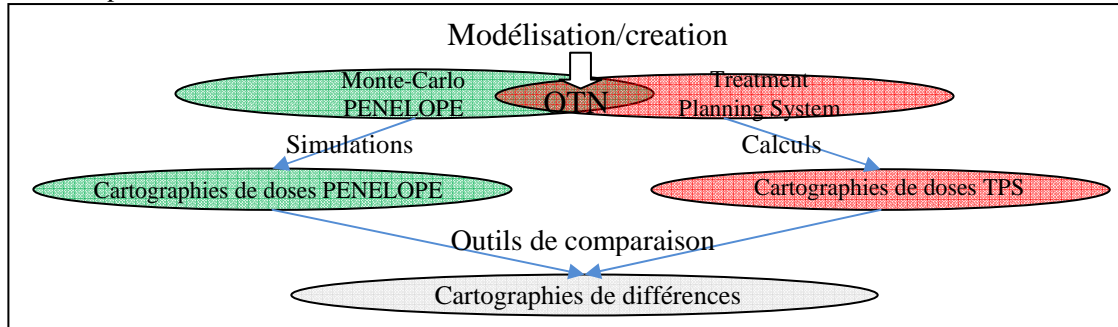 Modélisation/creation
Monte-Carlo
PENELOPE
OTN
Treatment
Planning System
Simulations
Calculs
Cartographies de doses PENELOPE
Cartographies de doses TPS
Outils de comparaison
Cartographies de différences